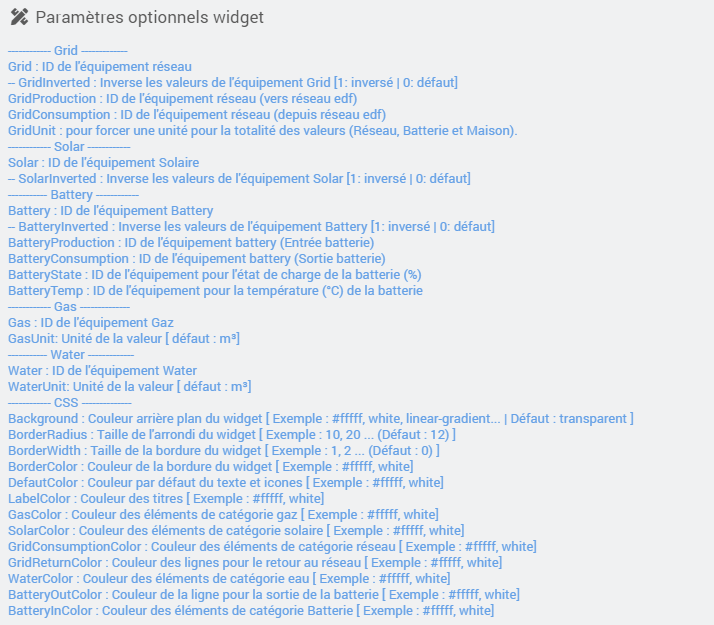 Paramètres optionnels widget
------------ Grid -------------
Grid : ID de l'équipement réseau
-- GridInverted : Inverse les valeurs de l'équipement Grid [1: inversé | 0: défaut]
GridProduction : ID de l'équipement réseau (vers réseau edf)
GridConsumption : ID de l'équipement réseau (depuis réseau edf)
GridUnit : pour forcer une unité pour la totalité des valeurs (Réseau, Batterie et Maison).
------------ Solar ------------
Solar : ID de l'équipement Solaire
-- SolarInverted : Inverse les valeurs de l'équipement Solar [1: inversé | 0: défaut]
----------- Battery ------------
Battery : ID de l'équipement Battery
-- BatteryInverted : Inverse les valeurs de l'équipement Battery [1: inversé | 0: défaut]
BatteryProduction : ID de l'équipement battery (Entrée batterie)
BatteryConsumption : ID de l'équipement battery (Sortie batterie)
BatteryState : ID de l'équipement pour l'état de charge de la batterie (%)
BatteryTemp : ID de l'équipement pour la température (°C) de la batterie
------------ Gas --------------
Gas : ID de l'équipement Gaz
GasUnit: Unité de la valeur [ défaut : m³]
----------- Water -------------
Water : ID de l'équipement Water
WaterUnit: Unité de la valeur [ défaut : m³]
------------ CSS --------------
Background : Couleur arrière plan du widget [ Exemple : #fffff, white, linear-gradient... | Défaut : transparent ]
BorderRadius : Taille de l'arrondi du widget [ Exemple : 10, 20 ... (Défaut : 12) ]
BorderWidth : Taille de la bordure du widget [ Exemple : 1, 2 ... (Défaut : 0) ]
BorderColor : Couleur de la bordure du widget [ Exemple : #fffff, white]
DefautColor : Couleur par défaut du texte et icones [ Exemple : #fffff, white]
LabelColor : Couleur des titres [ Exemple : #fffff, white]
GasColor : Couleur des éléments de catégorie gaz [ Exemple : #fffff, white]
SolarColor : Couleur des éléments de catégorie solaire [ Exemple : #fffff, white]
GridConsumptionColor : Couleur des éléments de catégorie réseau [ Exemple : #fffff, white]
GridReturnColor : Couleur des lignes pour le retour au réseau [ Exemple : #fffff, white]
WaterColor : Couleur des éléments de catégorie eau [ Exemple : #fffff, white]
BatteryOutColor : Couleur de la ligne pour la sortie de la batterie [ Exemple : #fffff, white]
BatteryInColor : Couleur des éléments de catégorie Batterie [ Exemple : #fffff, white]